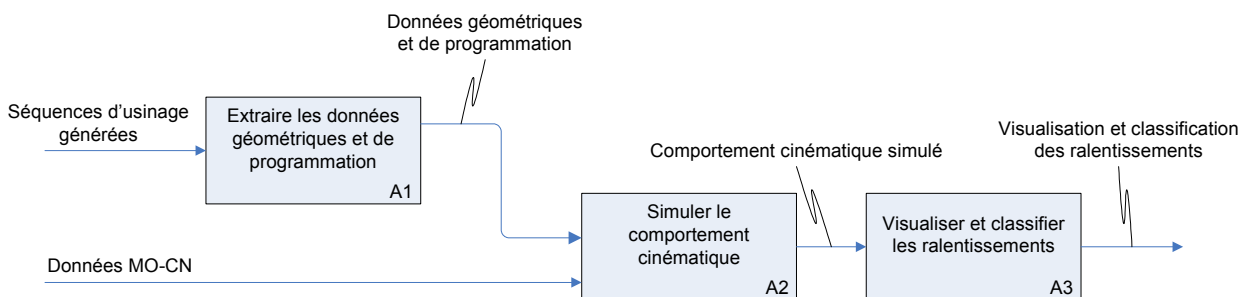 Données géométriques
et de programmation
Séquences d'usinage
générées
Extraire les données
géométriques et de
programmation
A1
Comportement cinématique simulé
Visualisation et classification
des ralentissements
Simuler le
comportement
cinématique
A2
Visualiser et classifier
les ralentissements
A3
Données MO-CN